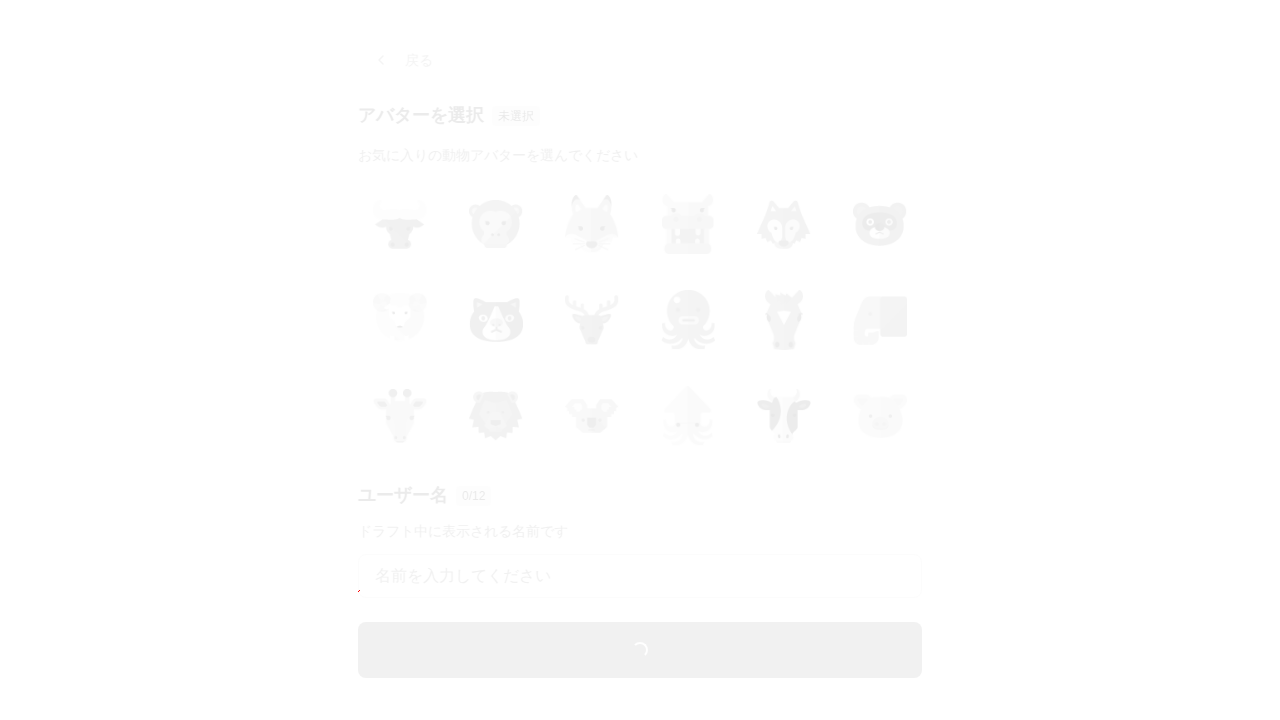 戻る
アバターを選択 未選択
お気に入りの動物アバターを選んでください
ユーザー名 0/12
ドラフト中に表示される名前です
名前を入力してください